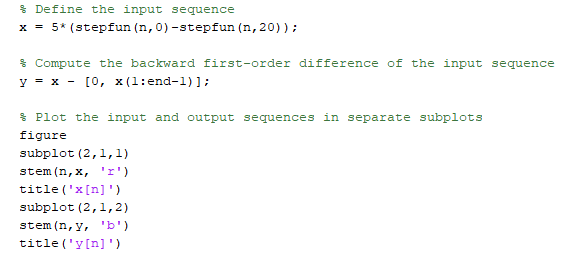 % Define the input sequence
x = 5*(stepfun(n,0)-stepfun(n,20));
% Compute the backward first-order difference of the input sequence
y = x - [0, x(1:end-1)];
% Plot the input and output sequences in separate subplots
figure
subplot(2,1,1)
stem(n,x, 'r')
title('x[n]')
subplot(2,1,2)
stem(n,y, 'b')
title('y[n]')